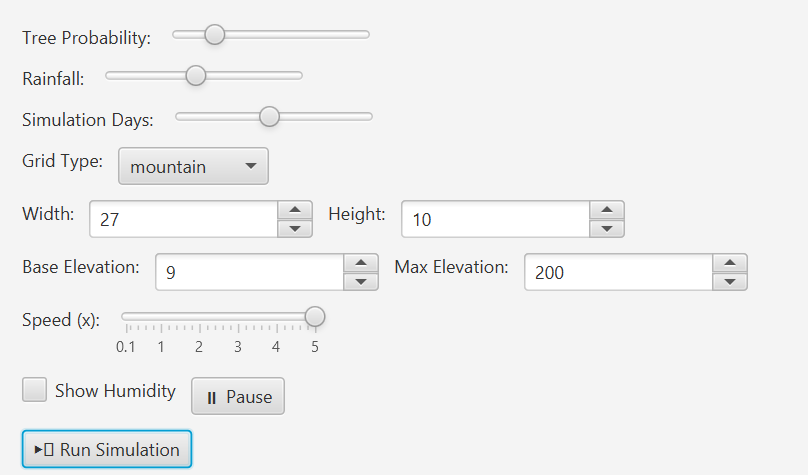 Tree Probability:
Rainfall:
Simulation Days:
Grid Type: mountain
Width: 27 Height: 10
Base Elevation: 9 Max Elevation: 200
Speed (x):
0.1 1 2 3 4 5
Show Humidity ⏸ Pause
▶▯ Run Simulation